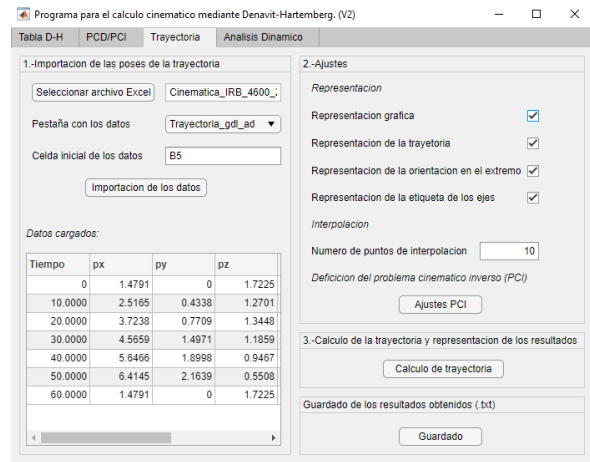 Programa para el calculo cinematico mediante Denavit-Hartemberg. (V2)
Tabla D-H PCD/PCI Trayectoria Analisis Dinamico
1.-Importacion de las poses de la trayectoria
Seleccionar archivo Excel Cinematica_IRB_4600_
Pestaña con los datos Trayectoria_gdl_ad
Celda inicial de los datos B5
Importacion de los datos
Datos cargados:
Tiempo px py pz
0 1.4791 0 1.7225
10.0000 2.5165 0.4338 1.2701
20.0000 3.7238 0.7709 1.3448
30.0000 4.5659 1.4971 1.1859
40.0000 5.6466 1.8998 0.9467
50.0000 6.4145 2.1639 0.5508
60.0000 1.4791 0 1.7225
2.-Ajustes
Representacion
Representacion grafica
Representacion de la trayetoria
Representacion de la orientacion en el extremo
Representacion de la etiqueta de los ejes
Interpolacion
Numero de puntos de interpolacion 10
Deficicion del problema cinematico inverso (PCI)
Ajustes PCI
3.-Calculo de la trayectoria y representacion de los resultados
Calculo de trayectoria
Guardado de los resultados obtenidos (.txt)
Guardado